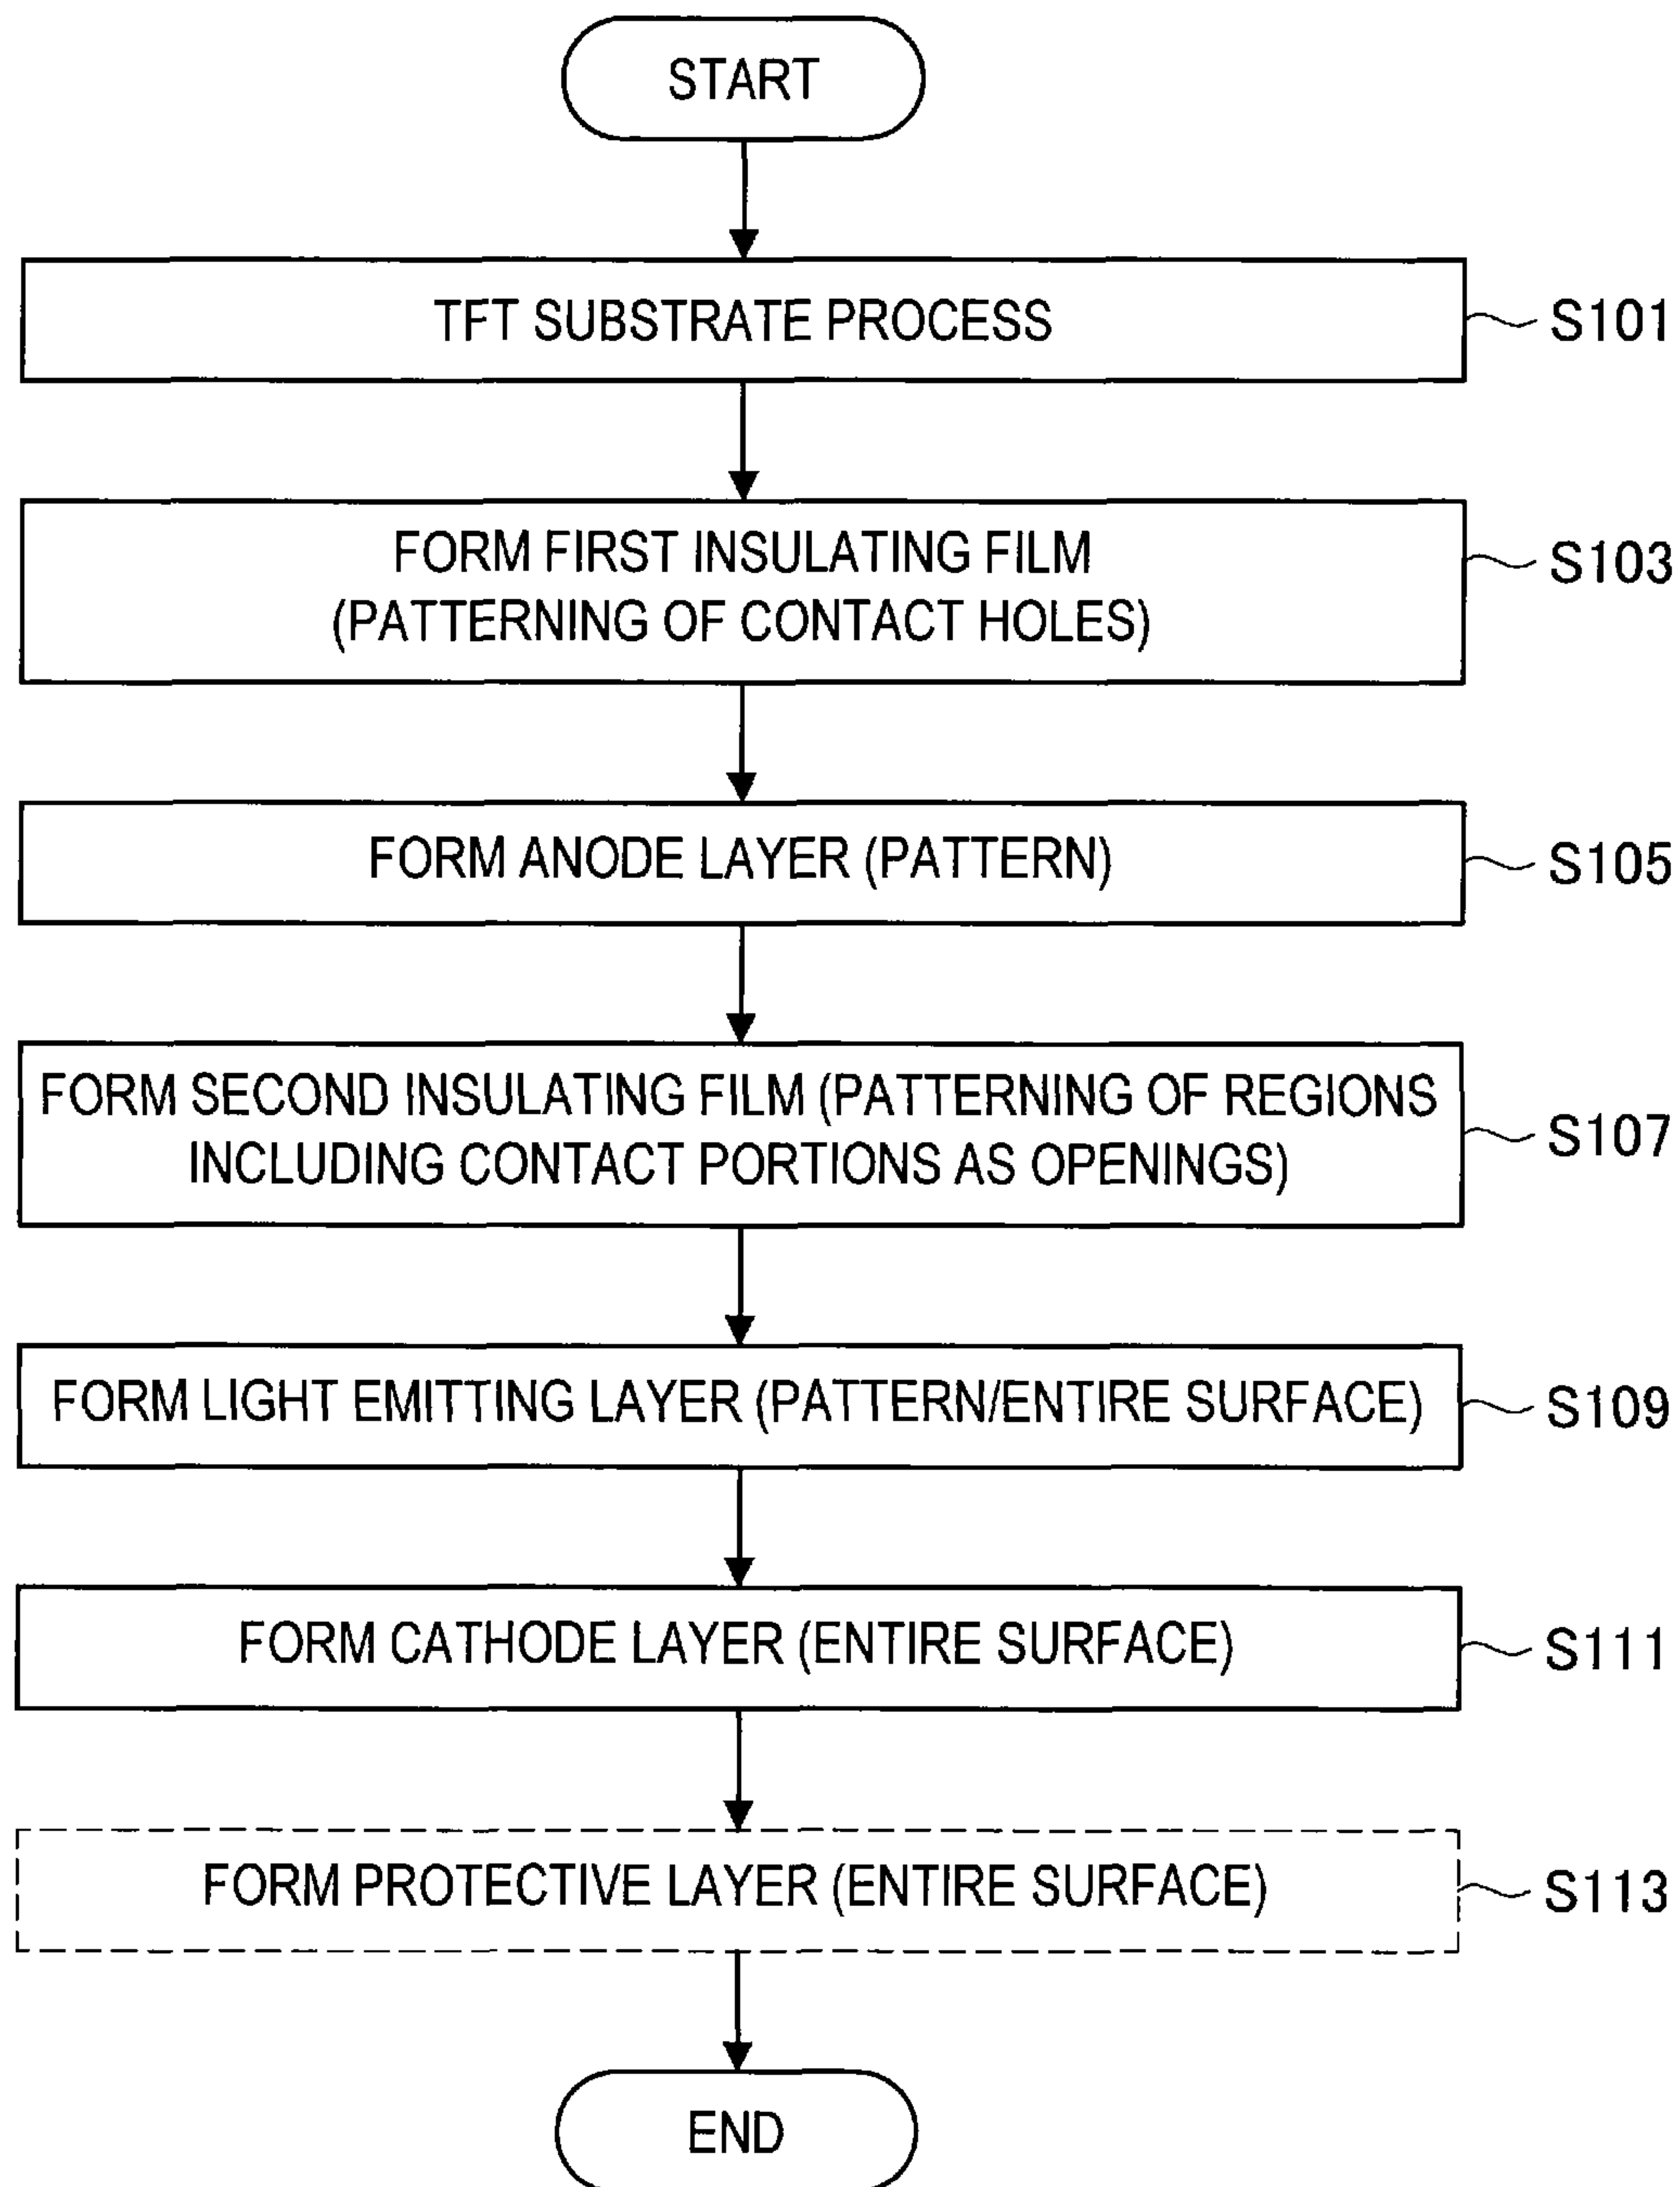 START
TFT SUBSTRATE PROCESS
S101
FORM FIRST INSULATING FILM
(PATTERNING OF CONTACT HOLES)
S103
FORM ANODE LAYER (PATTERN)
S105
FORM SECOND INSULATING FILM (PATTERNING OF REGIONS
INCLUDING CONTACT PORTIONS AS OPENINGS)
S107
FORM LIGHT EMITTING LAYER (PATTERN/ENTIRE SURFACE)
S109
FORM CATHODE LAYER (ENTIRE SURFACE)
S111
FORM PROTECTIVE LAYER (ENTIRE SURFACE)
S113
END